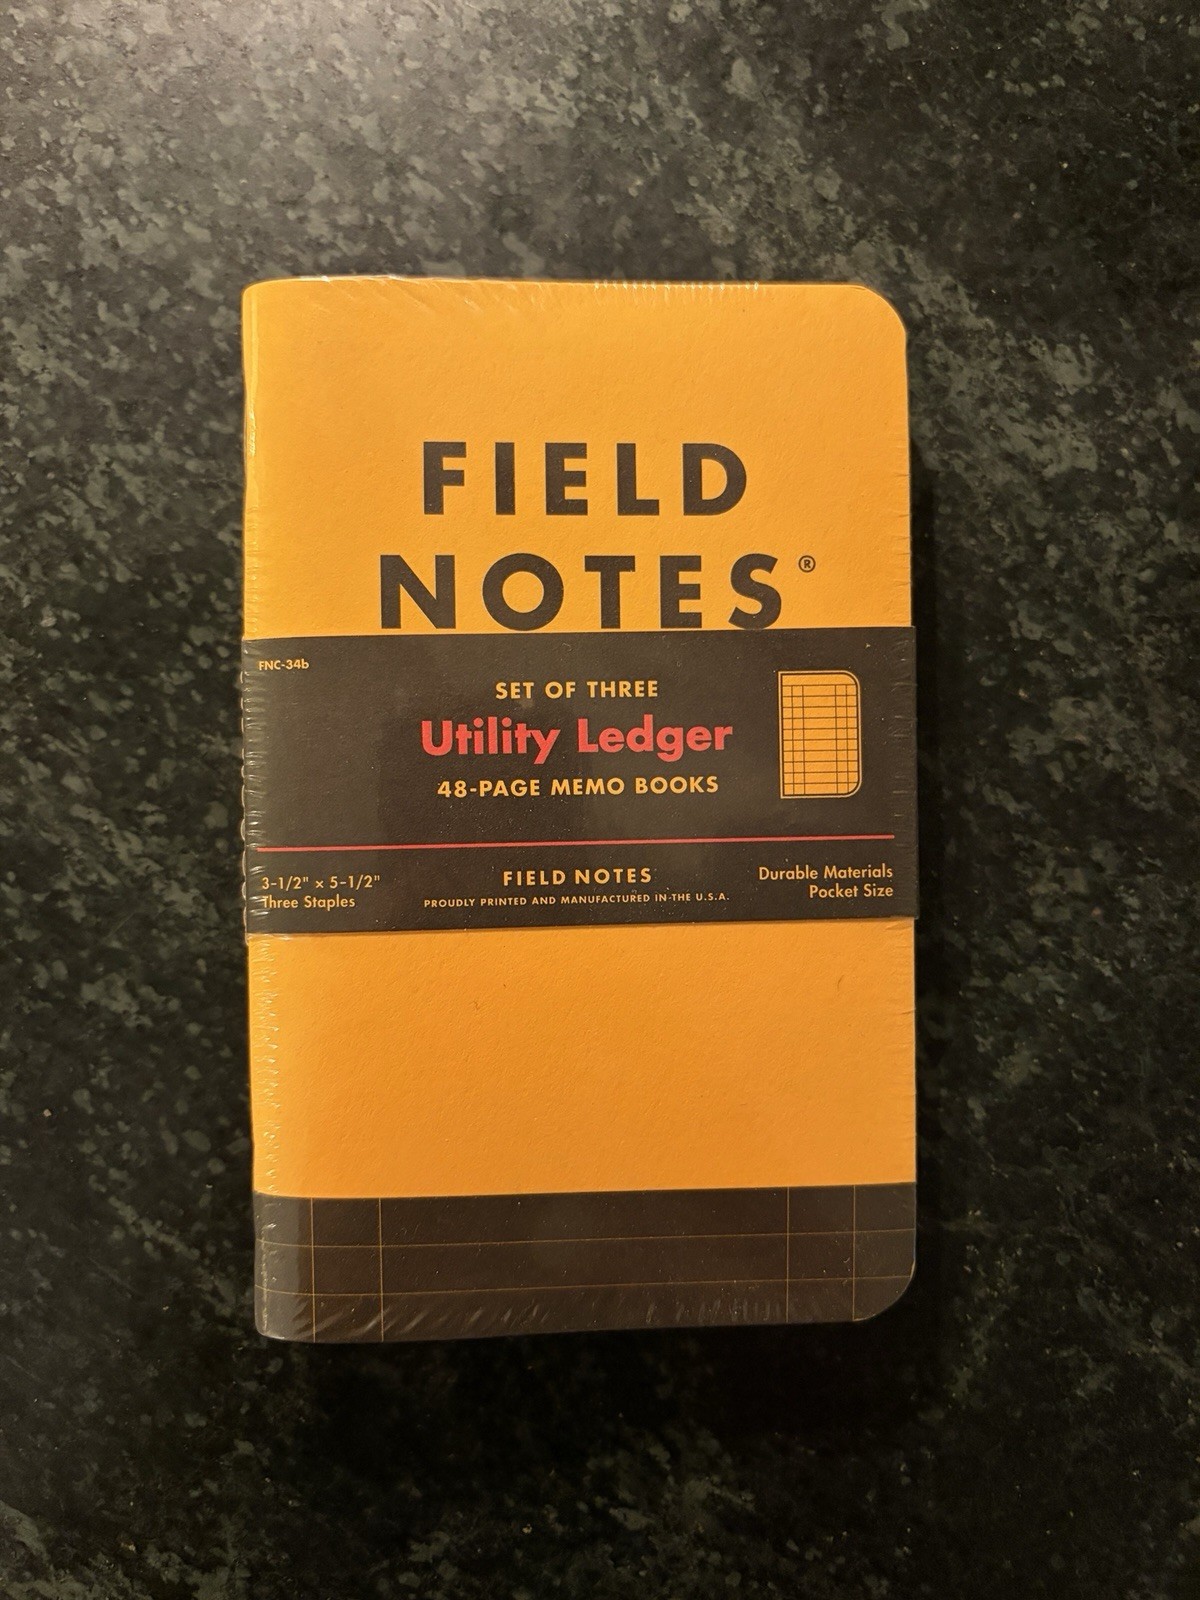 FIELD
NOTES®
FNC-34b
SET OF THREE
Utility Ledger
48-PAGE MEMO BOOKS
3-1/2" × 5-1/2"
Three Staples
FIELD NOTES
PROUDLY PRINTED AND MANUFACTURED IN THE U.S.A.
Durable Materials
Pocket Size